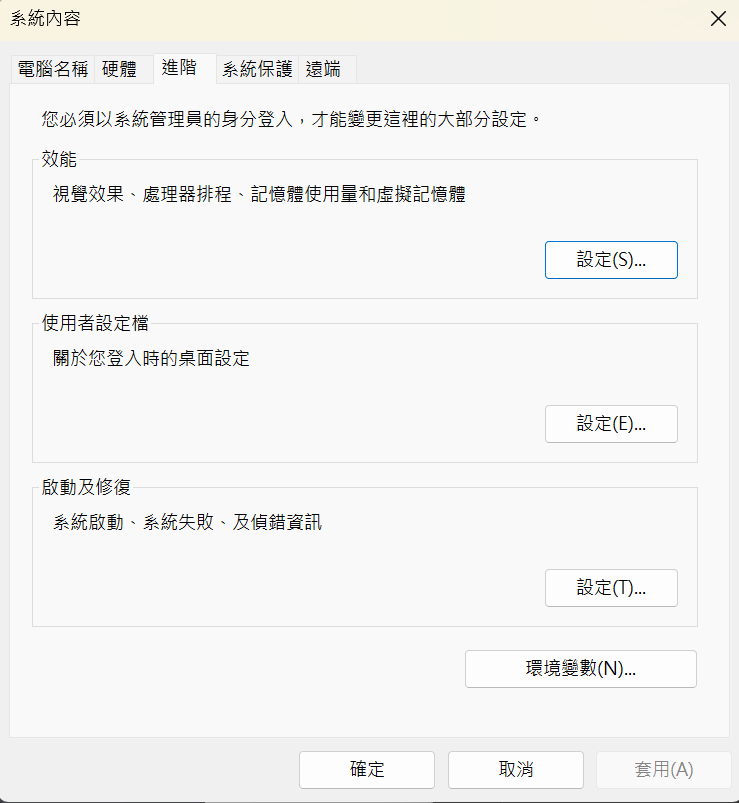 系統內容
電腦名稱 硬體 進階 系統保護 遠端
您必須以系統管理員的身分登入，才能變更這裡的大部分設定。
效能
視覺效果、處理器排程、記憶體使用量和虛擬記憶體
設定(S)...
使用者設定檔
關於您登入時的桌面設定
設定(E)...
啟動及修復
系統啟動、系統失敗、及偵錯資訊
設定(T)...
環境變數(N)...
確定 取消 套用(A)